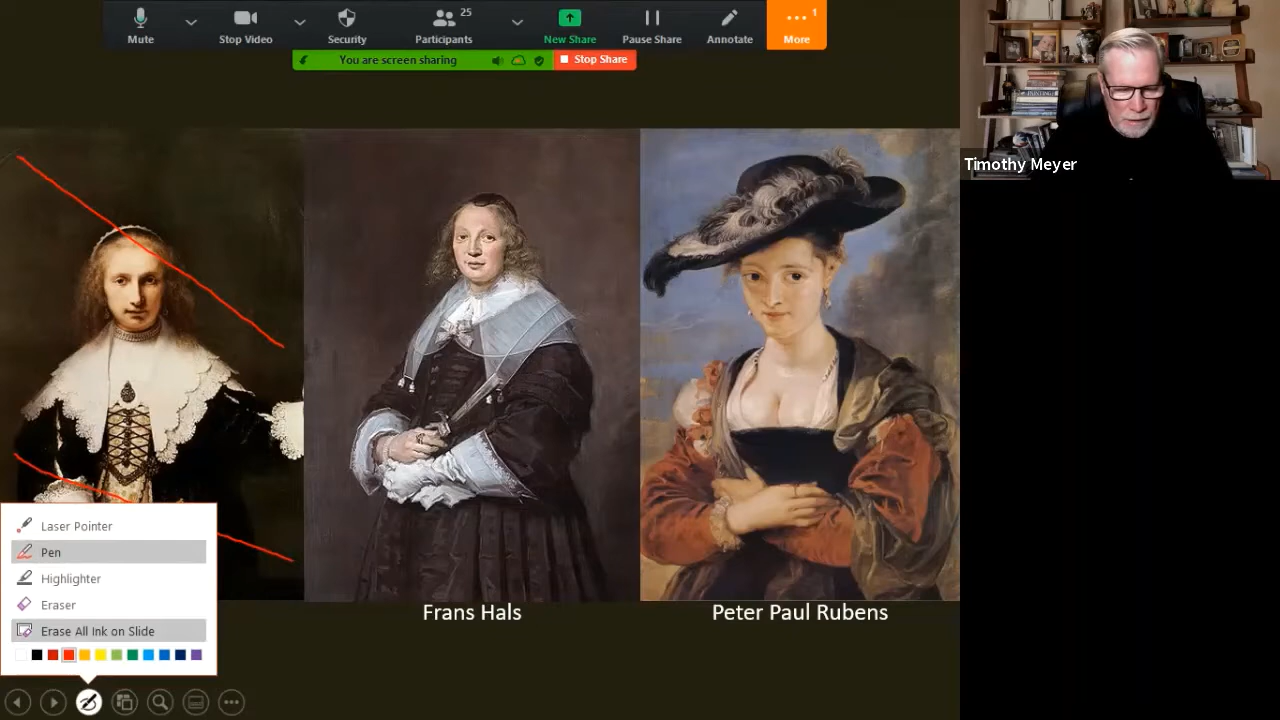 25
1
Mute
Stop Video
Security
Participants
New Share
Pause Share
Annotate
More
You are screen sharing
Stop Share
Timothy Meyer
Laser Pointer
Pen
Highlighter
Eraser
Erase All Ink on Slide
Frans Hals
Peter Paul Rubens